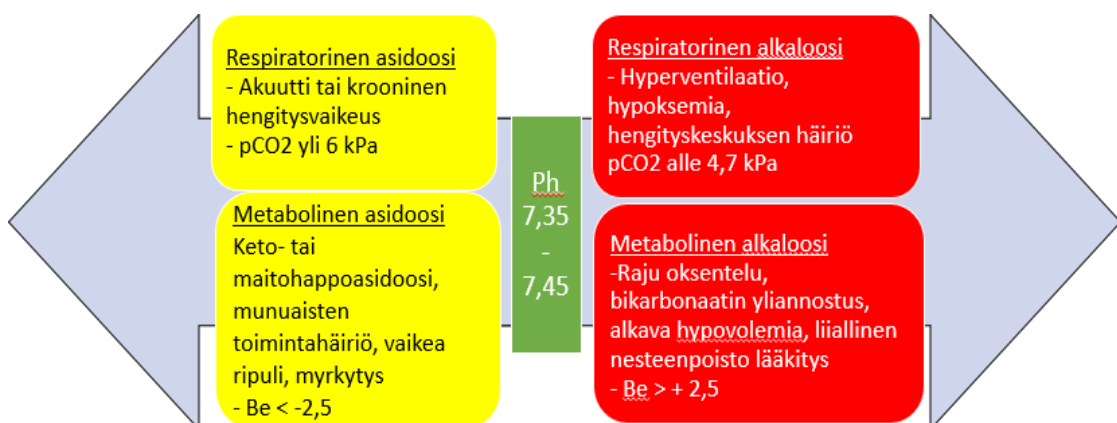 Respiratorinen asidoosi
- Akuutti tai krooninen
hengitysvaikeus
- pCO2 yli 6 kPa
Metabolinen asidoosi
Keto- tai
maitohappoasidoosi,
munuaisten
toimintahäiriö, vaikea
ripuli, myrkytys
- Be < -2,5
Ph
7,35
-
7,45
Respiratorinen alkaloosi
- Hyperventilaatio,
hypoksemia,
hengityskeskuksen häiriö
pCO2 alle 4,7 kPa
Metabolinen alkaloosi
-Raju oksentelu,
bikarbonaatin yliannostus,
alkava hypovolemia, liiallinen
nesteenpoisto lääkitys
- Be > + 2,5